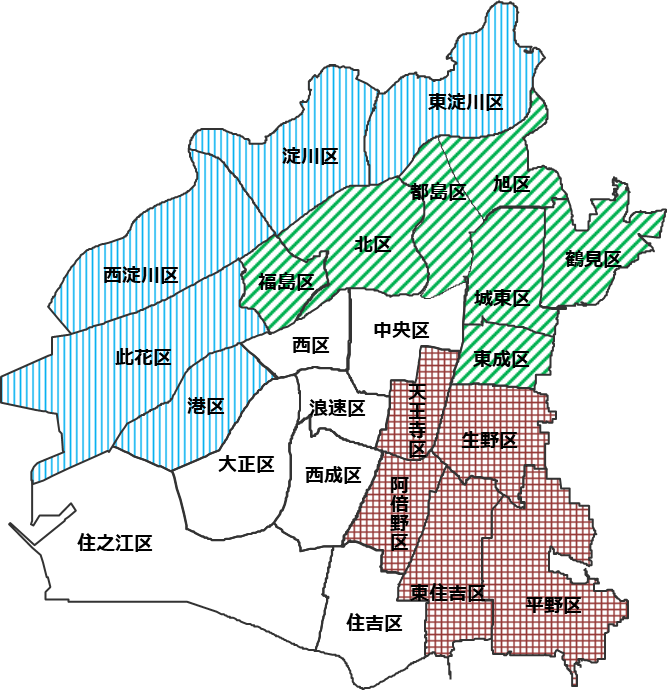 東淀川区
淀川区
都島区
旭区
北区
鶴見区
西淀川区
福島区
城東区
中央区
西区
此花区
東成区
港区
浪速区
天王寺区
生野区
大正区
西成区
阿倍野区
住之江区
東住吉区
平野区
住吉区